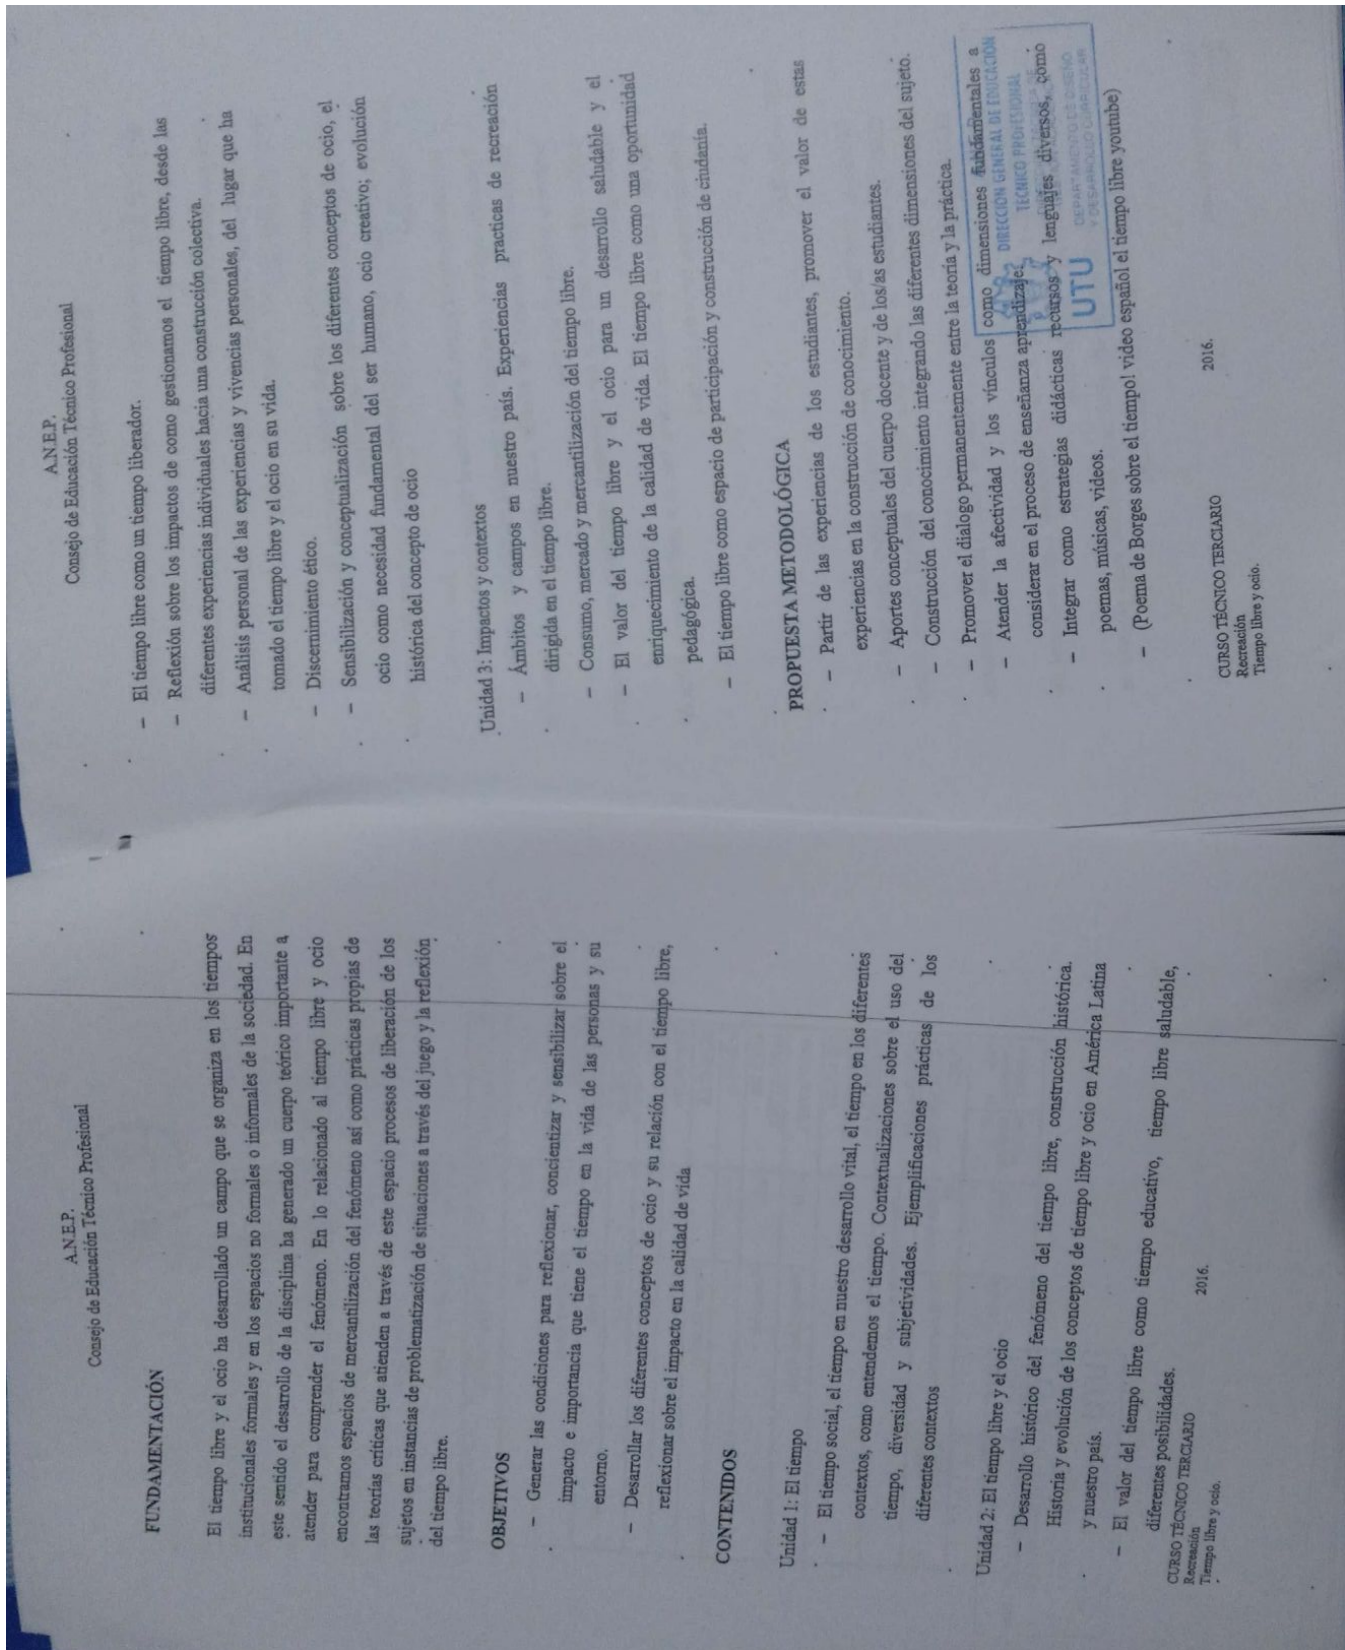 A.N.E.P.
Consejo de Educación Técnico Profesional
FUNDAMENTACIÓN
El tiempo libre y el ocio ha desarrollado un campo que se organiza en los tiempos
institucionales formales y en los espacios no formales o informales de la sociedad. En
este sentido el desarrollo de la disciplina ha generado un cuerpo teórico importante a
atender para comprender el fenómeno. En lo relacionado al tiempo libre y ocio
encontramos espacios de mercantilización del fenómeno así como prácticas propias de
las teorías críticas que atienden a través de este espacio procesos de liberación de los
sujetos en instancias de problematización de situaciones a través del juego y la reflexión
del tiempo libre.
OBJETIVOS
– Generar las condiciones para reflexionar, concientizar y sensibilizar sobre el
impacto e importancia que tiene el tiempo en la vida de las personas y su
entorno.
– Desarrollar los diferentes conceptos de ocio y su relación con el tiempo libre,
reflexionar sobre el impacto en la calidad de vida
CONTENIDOS
Unidad 1: El tiempo
– El tiempo social, el tiempo en nuestro desarrollo vital, el tiempo en los diferentes
contextos, como entendemos el tiempo. Contextualizaciones sobre el uso del
tiempo, diversidad y subjetividades. Ejemplificaciones prácticas de los
diferentes contextos
Unidad 2: El tiempo libre y el ocio
– Desarrollo histórico del fenómeno del tiempo libre, construcción histórica.
Historia y evolución de los conceptos de tiempo libre y ocio en América Latina
y nuestro país.
– El valor del tiempo libre como tiempo educativo, tiempo libre saludable,
diferentes posibilidades.
CURSO TÉCNICO TERCIARIO
Recreación
Tiempo libre y ocio.
2016.
A.N.E.P.
Consejo de Educación Técnico Profesional
– El tiempo libre como un tiempo liberador.
– Reflexión sobre los impactos de como gestionamos el tiempo libre, desde las
diferentes experiencias individuales hacia una construcción colectiva.
– Análisis personal de las experiencias y vivencias personales, del lugar que ha
tomado el tiempo libre y el ocio en su vida.
– Discernimiento ético.
– Sensibilización y conceptualización sobre los diferentes conceptos de ocio, el
ocio como necesidad fundamental del ser humano, ocio creativo; evolución
histórica del concepto de ocio
Unidad 3: Impactos y contextos
– Ámbitos y campos en nuestro país. Experiencias practicas de recreación
dirigida en el tiempo libre.
– Consumo, mercado y mercantilización del tiempo libre.
– El valor del tiempo libre y el ocio para un desarrollo saludable y el
enriquecimiento de la calidad de vida. El tiempo libre como una oportunidad
pedagógica.
– El tiempo libre como espacio de participación y construcción de ciudanía.
PROPUESTA METODOLÓGICA
– Partir de las experiencias de los estudiantes, promover el valor de estas
experiencias en la construcción de conocimiento.
– Aportes conceptuales del cuerpo docente y de los/as estudiantes.
– Construcción del conocimiento integrando las diferentes dimensiones del sujeto.
– Promover el dialogo permanentemente entre la teoría y la práctica.
– Atender la afectividad y los vínculos como dimensiones fundamentales a
considerar en el proceso de enseñanza aprendizaje.
– Integrar como estrategias didácticas recursos y lenguajes diversos, como
poemas, músicas, videos.
– (Poema de Borges sobre el tiempo! video español el tiempo libre youtube)
DIRECCIÓN GENERAL DE EDUCACIÓN
TÉCNICO PROFESIONAL
UTU
DEPARTAMENTO DE DISEÑO
Y DESARROLLO CURRICULAR
CURSO TÉCNICO TERCIARIO
Recreación
Tiempo libre y ocio.
2016.